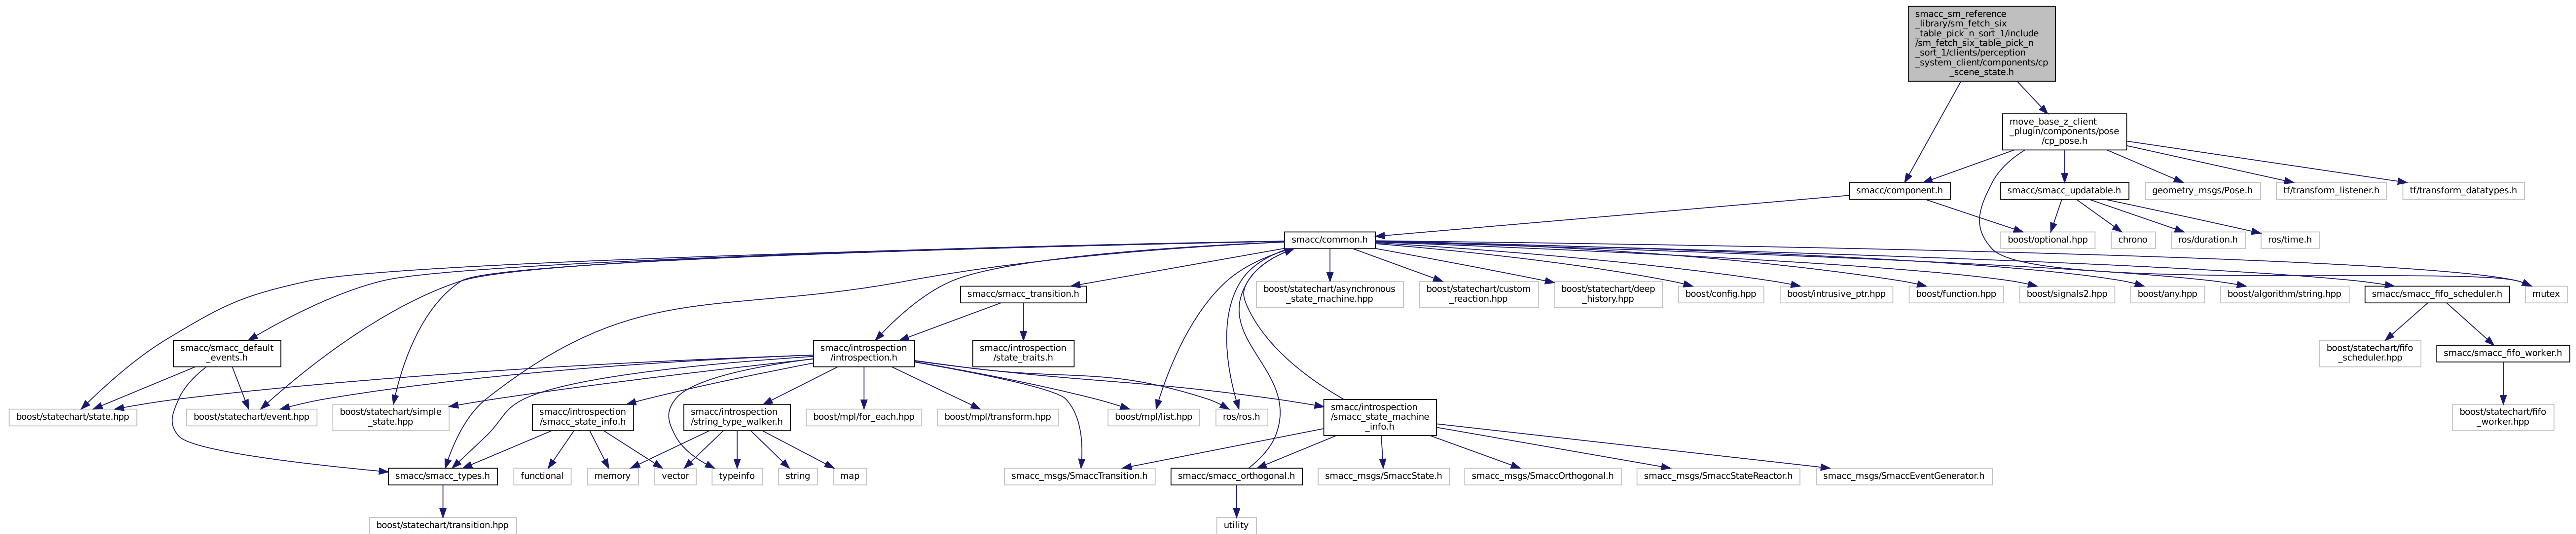 smacc_sm_reference
_library/sm_fetch_six
_table_pick_n_sort_1/include
/sm_fetch_six_table_pick_n
_sort_1/clients/perception
_system_client/components/cp
_scene_state.h
move_base_z_client
_plugin/components/pose
/cp_pose.h
smacc/component.h
smacc/smacc_updatable.h
geometry_msgs/Pose.h
tf/transform_listener.h
tf/transform_datatypes.h
smacc/common.h
boost/optional.hpp
chrono
ros/duration.h
ros/time.h
smacc/smacc_transition.h
boost/statechart/asynchronous
_state_machine.hpp
boost/statechart/custom
_reaction.hpp
boost/statechart/deep
_history.hpp
boost/config.hpp
boost/intrusive_ptr.hpp
boost/function.hpp
boost/signals2.hpp
boost/any.hpp
boost/algorithm/string.hpp
smacc/smacc_fifo_scheduler.h
mutex
smacc/smacc_default
_events.h
smacc/introspection
/introspection.h
smacc/introspection
/state_traits.h
boost/statechart/fifo
_scheduler.hpp
smacc/smacc_fifo_worker.h
boost/statechart/state.hpp
boost/statechart/event.hpp
boost/statechart/simple
_state.hpp
smacc/introspection
/smacc_state_info.h
smacc/introspection
/string_type_walker.h
boost/mpl/for_each.hpp
boost/mpl/transform.hpp
boost/mpl/list.hpp
ros/ros.h
smacc/introspection
/smacc_state_machine
_info.h
boost/statechart/fifo
_worker.hpp
smacc/smacc_types.h
functional
memory
vector
typeinfo
string
map
smacc_msgs/SmaccTransition.h
smacc/smacc_orthogonal.h
smacc_msgs/SmaccState.h
smacc_msgs/SmaccOrthogonal.h
smacc_msgs/SmaccStateReactor.h
smacc_msgs/SmaccEventGenerator.h
boost/statechart/transition.hpp
utility